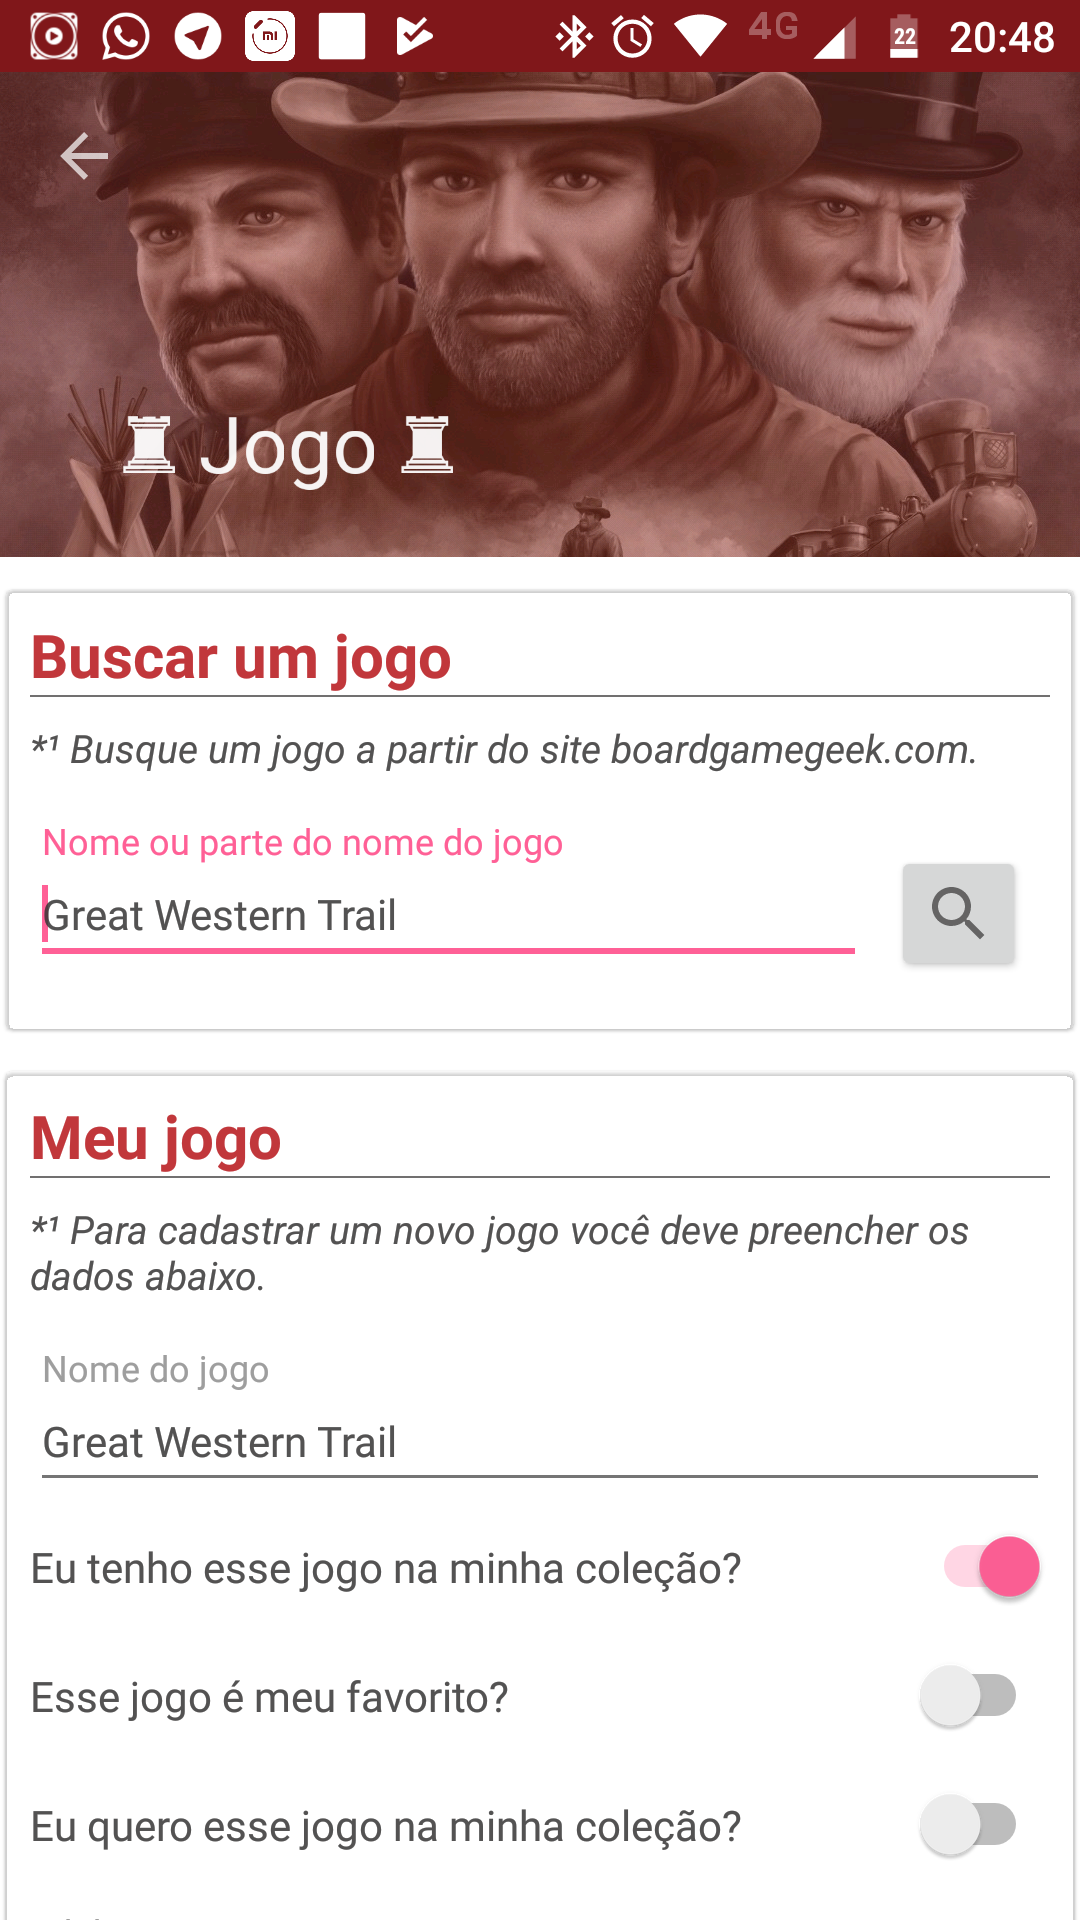 4G 22 20:48
Jogo
Buscar um jogo
*¹ Busque um jogo a partir do site boardgamegeek.com.
Nome ou parte do nome do jogo
Great Western Trail
Meu jogo
*¹ Para cadastrar um novo jogo você deve preencher os
dados abaixo.
Nome do jogo
Great Western Trail
Eu tenho esse jogo na minha coleção?
Esse jogo é meu favorito?
Eu quero esse jogo na minha coleção?